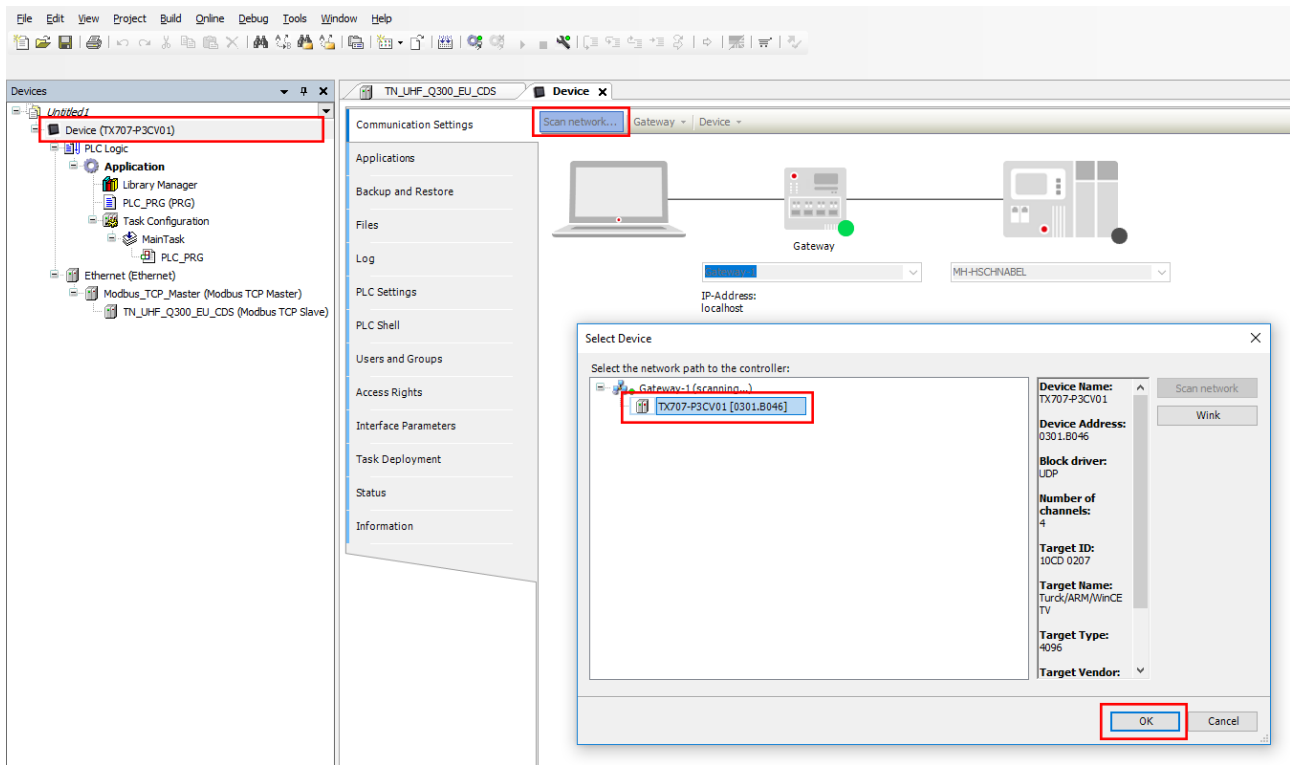 File Edit View Project Build Online Debug Tools Window Help
Devices
Untitled1
Device (TX707-P3CV01)
PLC Logic
Application
Library Manager
PLC_PRG (PRG)
Task Configuration
MainTask
PLC_PRG
Ethernet (Ethernet)
Modbus_TCP_Master (Modbus TCP Master)
TN_UHF_Q300_EU_CDS (Modbus TCP Slave)
TN_UHF_Q300_EU_CDS
Device
Communication Settings
Applications
Backup and Restore
Files
Log
PLC Settings
PLC Shell
Users and Groups
Access Rights
Interface Parameters
Task Deployment
Status
Information
Scan network... Gateway Device
Gateway
Gateway-1
MH-HSCHNABEL
IP-Address:
localhost
Select Device
Select the network path to the controller:
Gateway-1 (scanning...)
TX707-P3CV01 [0301.B046]
Device Name:
TX707-P3CV01
Device Address:
0301.B046
Block driver:
UDP
Number of
channels:
4
Target ID:
10CD 0207
Target Name:
Turck/ARM/WinCE
TV
Target Type:
4096
Target Vendor:
Scan network
Wink
OK
Cancel